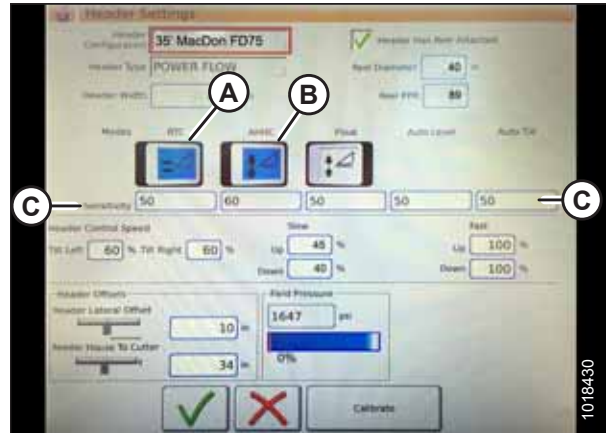 Header Settings
Header Configuration 35' MacDon FD75 Header Has Reel Attached
Header Type POWER FLOW Reel Diameter 40 in
Header Width Reel PPR 89
A B
Modes RTC AHHC Float Auto Level Auto Tilt
C Sensitivity 50 60 50 50 50 C
Header Control Speed Slow Fast
Tilt Left 60 % Tilt Right 60 % Up 45 % Up 100 %
Down 40 % Down 100 %
Header Offsets Field Pressure
Header Lateral Offset 1647 psi
10 in
Header House To Cutter 0%
34 in
Calibrate
1018430